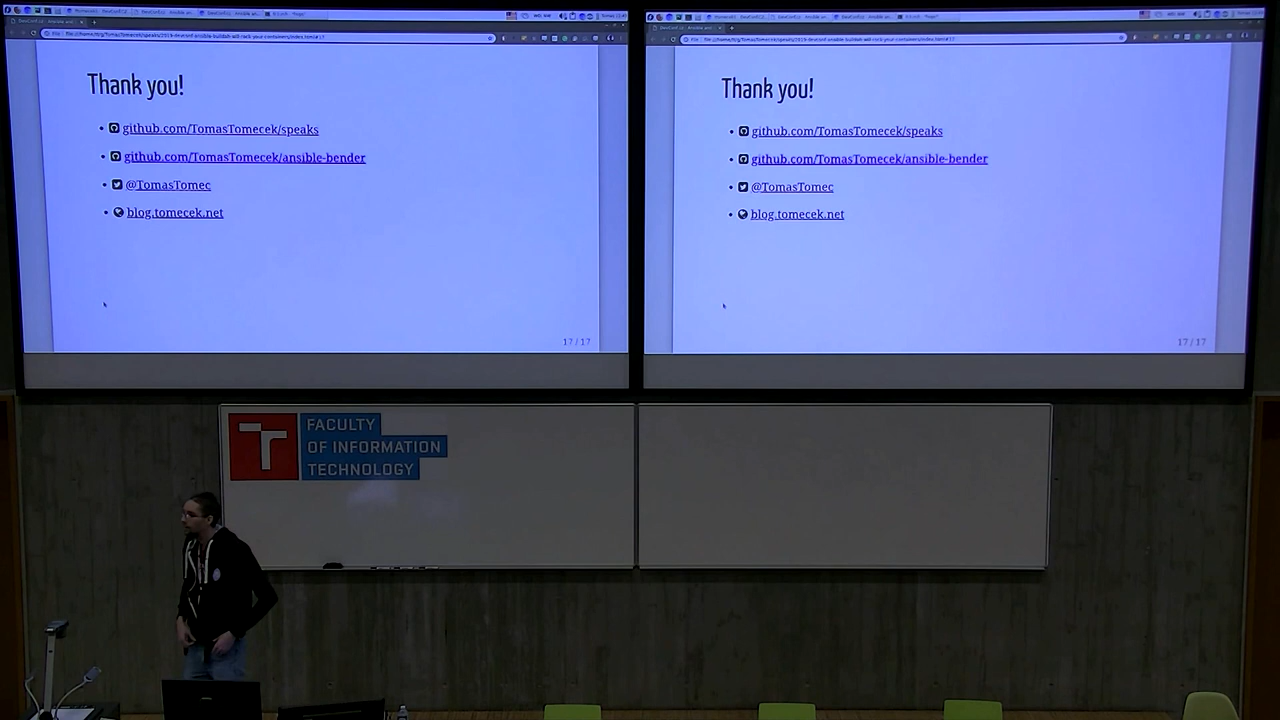 Thank you!
github.com/TomasTomecek/speaks
github.com/TomasTomecek/ansible-bender
@TomasTomec
blog.tomecek.net
17 / 17
Thank you!
github.com/TomasTomecek/speaks
github.com/TomasTomecek/ansible-bender
@TomasTomec
blog.tomecek.net
17 / 17
FACULTY
OF INFORMATION
TECHNOLOGY